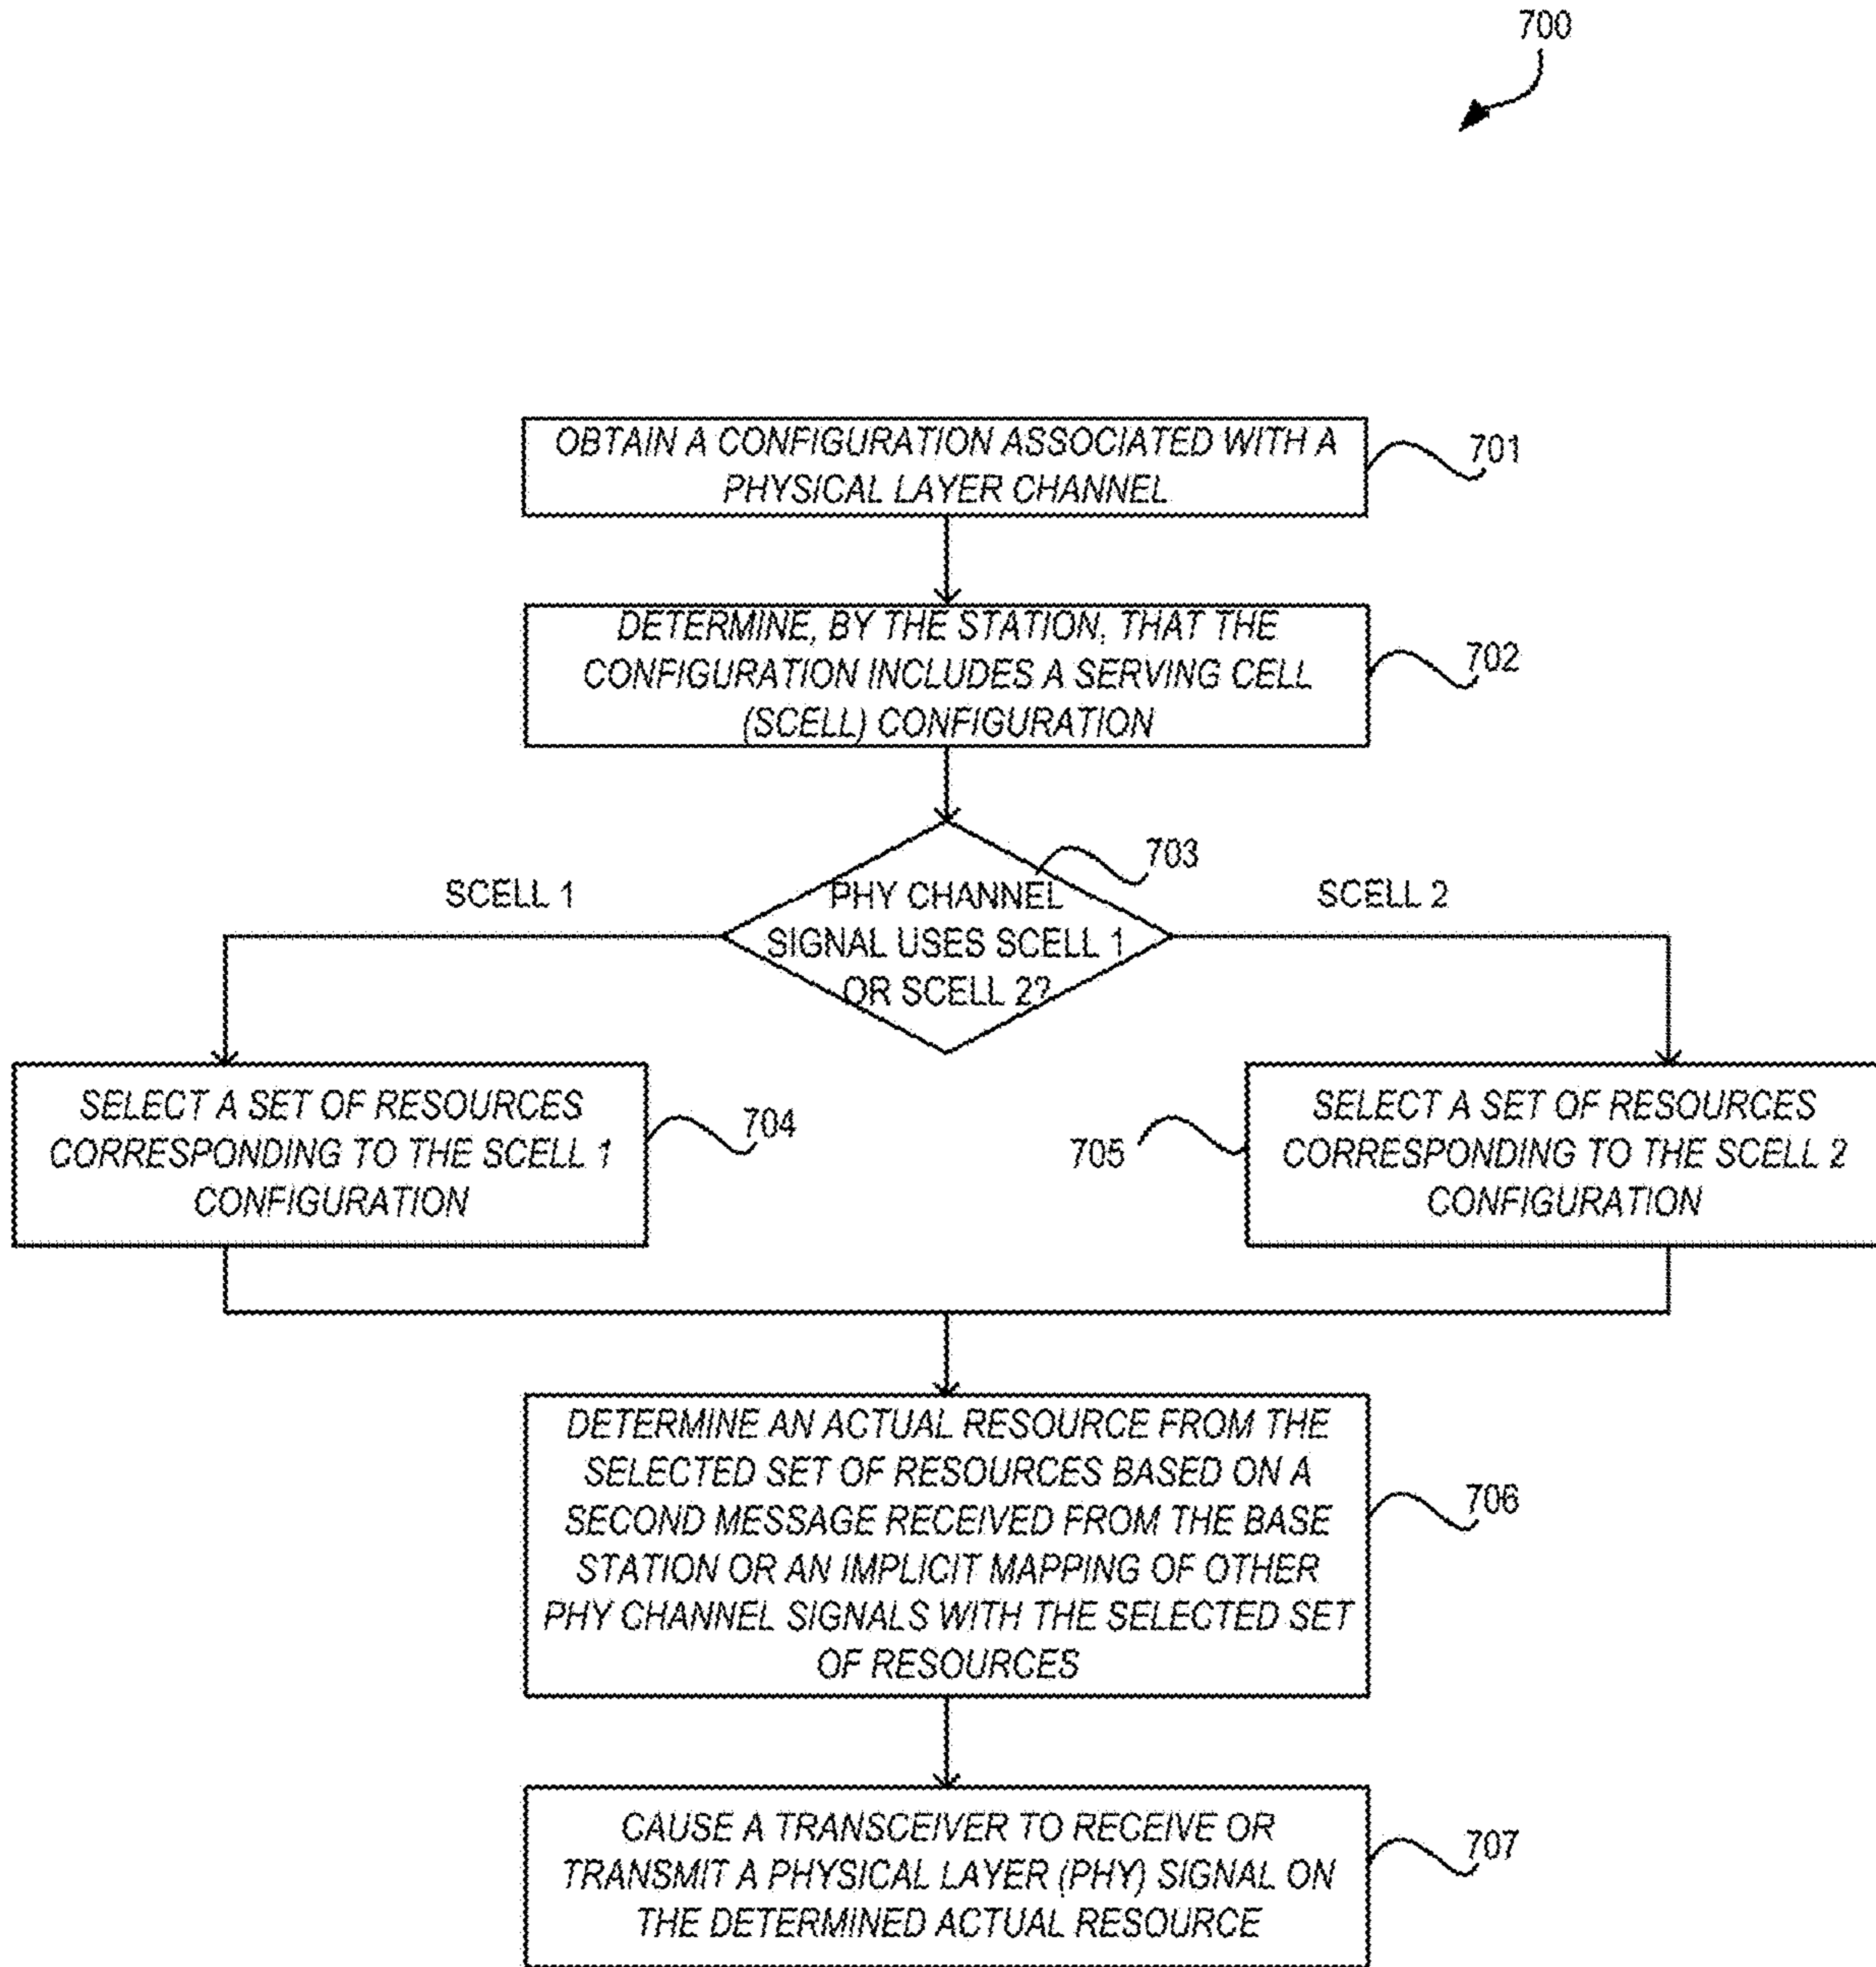 700
OBTAIN A CONFIGURATION ASSOCIATED WITH A
PHYSICAL LAYER CHANNEL
701
DETERMINE, BY THE STATION, THAT THE
CONFIGURATION INCLUDES A SERVING CELL
(SCELL) CONFIGURATION
702
703
SCELL 1
PHY CHANNEL
SIGNAL USES SCELL 1
OR SCELL 2?
SCELL 2
SELECT A SET OF RESOURCES
CORRESPONDING TO THE SCELL 1
CONFIGURATION
704
705
SELECT A SET OF RESOURCES
CORRESPONDING TO THE SCELL 2
CONFIGURATION
DETERMINE AN ACTUAL RESOURCE FROM THE
SELECTED SET OF RESOURCES BASED ON A
SECOND MESSAGE RECEIVED FROM THE BASE
STATION OR AN IMPLICIT MAPPING OF OTHER
PHY CHANNEL SIGNALS WITH THE SELECTED SET
OF RESOURCES
706
CAUSE A TRANSCEIVER TO RECEIVE OR
TRANSMIT A PHYSICAL LAYER (PHY) SIGNAL ON
THE DETERMINED ACTUAL RESOURCE
707